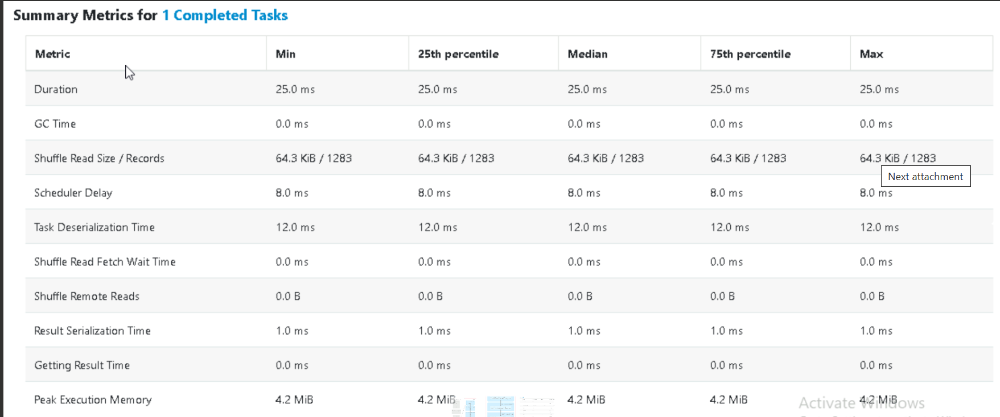 Summary Metrics for 1 Completed Tasks
Metric Min 25th percentile Median 75th percentile Max
Duration 25.0 ms 25.0 ms 25.0 ms 25.0 ms 25.0 ms
GC Time 0.0 ms 0.0 ms 0.0 ms 0.0 ms 0.0 ms
Shuffle Read Size / Records 64.3 KiB / 1283 64.3 KiB / 1283 64.3 KiB / 1283 64.3 KiB / 1283 64.3 KiB / 1283
Next attachment
Scheduler Delay 8.0 ms 8.0 ms 8.0 ms 8.0 ms 8.0 ms
Task Deserialization Time 12.0 ms 12.0 ms 12.0 ms 12.0 ms 12.0 ms
Shuffle Read Fetch Wait Time 0.0 ms 0.0 ms 0.0 ms 0.0 ms 0.0 ms
Shuffle Remote Reads 0.0 B 0.0 B 0.0 B 0.0 B 0.0 B
Result Serialization Time 1.0 ms 1.0 ms 1.0 ms 1.0 ms 1.0 ms
Getting Result Time 0.0 ms 0.0 ms 0.0 ms 0.0 ms 0.0 ms
Peak Execution Memory 4.2 MiB 4.2 MiB 4.2 MiB 4.2 MiB 4.2 MiB
Activate Windows